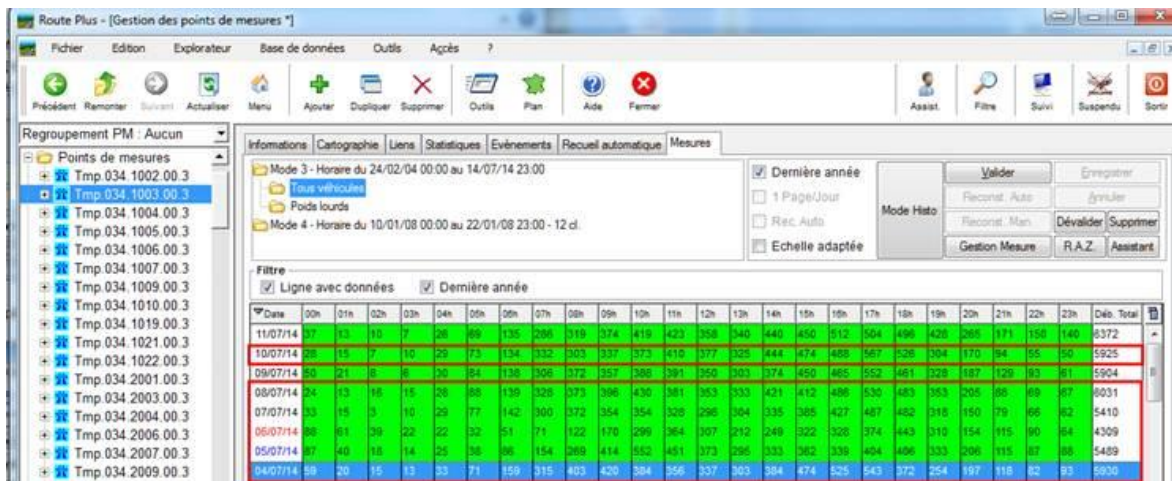 Route Plus - [Gestion des points de mesures *]
Fichier Edition Explorateur Base de données Outils Accès ?
Précédent Remonter Suivant Actualiser Menu Ajouter Dupliquer Supprimer Outils Plan Aide Fermer Assist. Filtre Suivi Suspendu Sortir
Regroupement PM : Aucun
Points de mesures
Tmp.034.1002.00.3
Tmp.034.1003.00.3
Tmp.034.1004.00.3
Tmp.034.1005.00.3
Tmp.034.1006.00.3
Tmp.034.1007.00.3
Tmp.034.1009.00.3
Tmp.034.1010.00.3
Tmp.034.1019.00.3
Tmp.034.1021.00.3
Tmp.034.1022.00.3
Tmp.034.2001.00.3
Tmp.034.2003.00.3
Tmp.034.2004.00.3
Tmp.034.2006.00.3
Tmp.034.2007.00.3
Tmp.034.2009.00.3
Informations Cartographie Liens Statistiques Evènements Recueil automatique Mesures
Mode 3 - Horaire du 24/02/04 00:00 au 14/07/14 23:00
Tous véhicules
Poids lourds
Mode 4 - Horaire du 10/01/08 00:00 au 22/01/08 23:00 - 12 cl.
Dernière année
1 Page/Jour
Rec. Auto
Echelle adaptée
Mode Histo
Valider Enregistrer
Reconst. Auto Annuler
Reconst. Man Dévalider Supprimer
Gestion Mesure R.A.Z. Assistant
Filtre
Ligne avec données Dernière année
Date 00h 01h 02h 03h 04h 05h 06h 07h 08h 09h 10h 11h 12h 13h 14h 15h 16h 17h 18h 19h 20h 21h 22h 23h Déb. Total
11/07/14 37 13 10 7 26 69 135 286 319 374 419 423 358 340 440 450 512 504 496 428 265 171 150 140 6372
10/07/14 28 15 7 10 29 73 134 332 303 337 373 410 377 325 444 474 488 567 526 304 170 94 55 50 5925
09/07/14 50 21 8 6 30 84 138 306 372 357 388 391 350 303 374 450 465 552 461 328 187 129 93 61 5904
08/07/14 24 13 16 15 28 88 139 328 373 396 430 381 353 333 421 412 486 530 483 353 205 88 69 67 6031
07/07/14 33 15 3 10 29 77 142 300 372 354 354 328 296 304 335 385 427 467 482 318 150 79 66 62 5410
06/07/14 88 61 39 22 22 32 51 71 122 170 299 364 307 212 249 322 328 374 443 310 154 115 90 64 4309
05/07/14 87 40 18 14 25 38 86 154 269 414 552 451 373 295 333 362 339 404 406 333 206 115 87 88 5489
04/07/14 59 20 15 13 33 71 159 315 403 420 384 356 337 303 384 474 525 543 372 254 197 118 82 93 5930